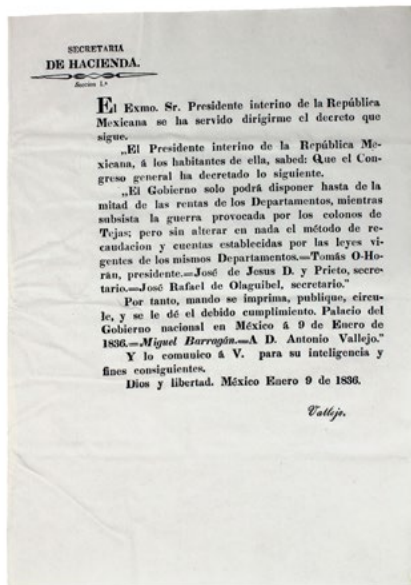 SECRETARIA
DE HACIENDA.
Seccion 1.ª
El Exmo. Sr. Presidente interino de la República
Mexicana se ha servido dirigirme el decreto que
sigue.
„El Presidente interino de la República Me-
xicana, á los habitantes de ella, sabed: Que el Con-
greso general ha decretado lo siguiente.
„El Gobierno solo podrá disponer hasta de la
mitad de las rentas de los Departamentos, mientras
subsista la guerra provocada por los colonos de
Tejas; pero sin alterar en nada el método de re-
caudacion y cuentas establecidas por las leyes vi-
gentes de los mismos Departamentos.=Tomás O-Ho-
rán, presidente.=José de Jesus D. y Prieto, secre-
tario.=José Rafael de Olaguibel, secretario."
Por tanto, mando se imprima, publique, circu-
le, y se le dé el debido cumplimiento. Palacio del
Gobierno nacional en México á 9 de Enero de
1836.=Miguel Barragán.=A D. Antonio Vallejo."
Y lo comunico á V. para su inteligencia y
fines consiguientes.
Dios y libertad. México Enero 9 de 1836.
Vallejo.